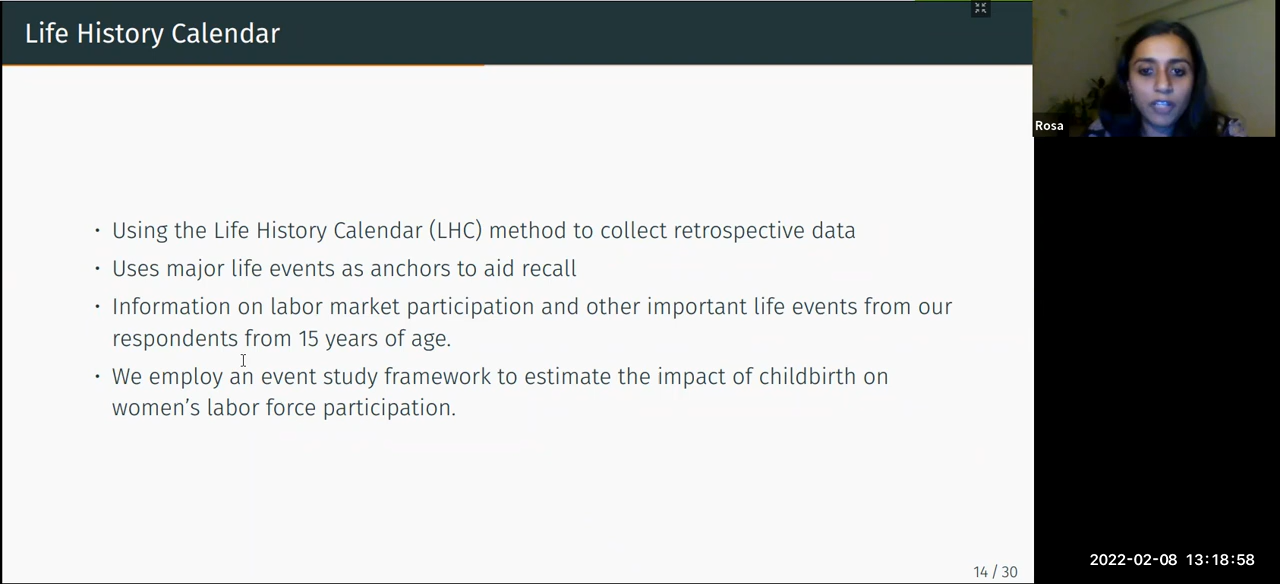 Life History Calendar
Rosa
• Using the Life History Calendar (LHC) method to collect retrospective data
• Uses major life events as anchors to aid recall
• Information on labor market participation and other important life events from our
respondents from 15 years of age.
• We employ an event study framework to estimate the impact of childbirth on
women’s labor force participation.
14 / 30
2022-02-08 13:18:58